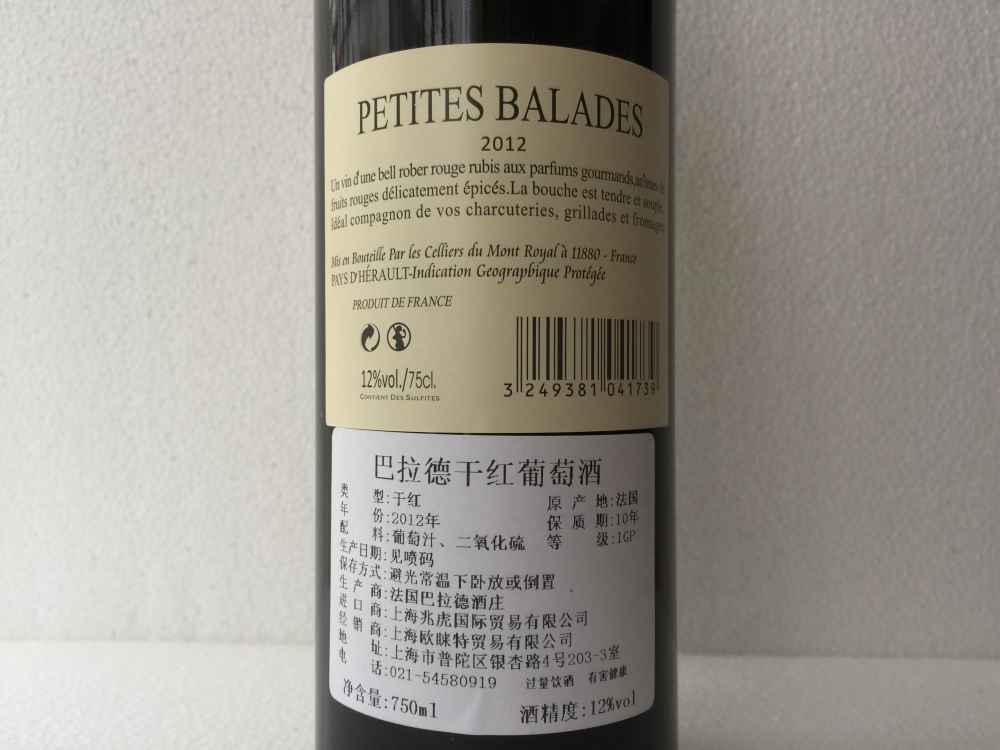 PETITES BALADES
2012
Un vin d'une bell rober rouge rubis aux parfums gourmands,
fruits rouges délicatement épicés.La bouche est tendre et souple,
Idéal compagnon de vos charcuteries, grillades et fromages
Mis en Bouteille Par les Celliers du Mont Royal à 11880 - France
PAYS D'HÉRAULT-Indication Geograpbique Protégée
PRODUIT DE FRANCE
12%vol./75cl.
CONTIENT DES SULFITES
3 249381 041739
巴拉德干红葡萄酒
类 型:干红 原 产 地:法国
年 份:2012年 保 质 期:10年
配 料:葡萄汁、二氧化硫 等 级:IGP
生产日期:见喷码
保存方式:避光常温下卧放或倒置
生 产 商:法国巴拉德酒庄
进 口 商:上海兆虎国际贸易有限公司
经 销 商:上海欧睐特贸易有限公司
地 址:上海市普陀区银杏路4号203-3室
电 话:021-54580919 过量饮酒 有害健康
净含量:750ml 酒精度:12%vol